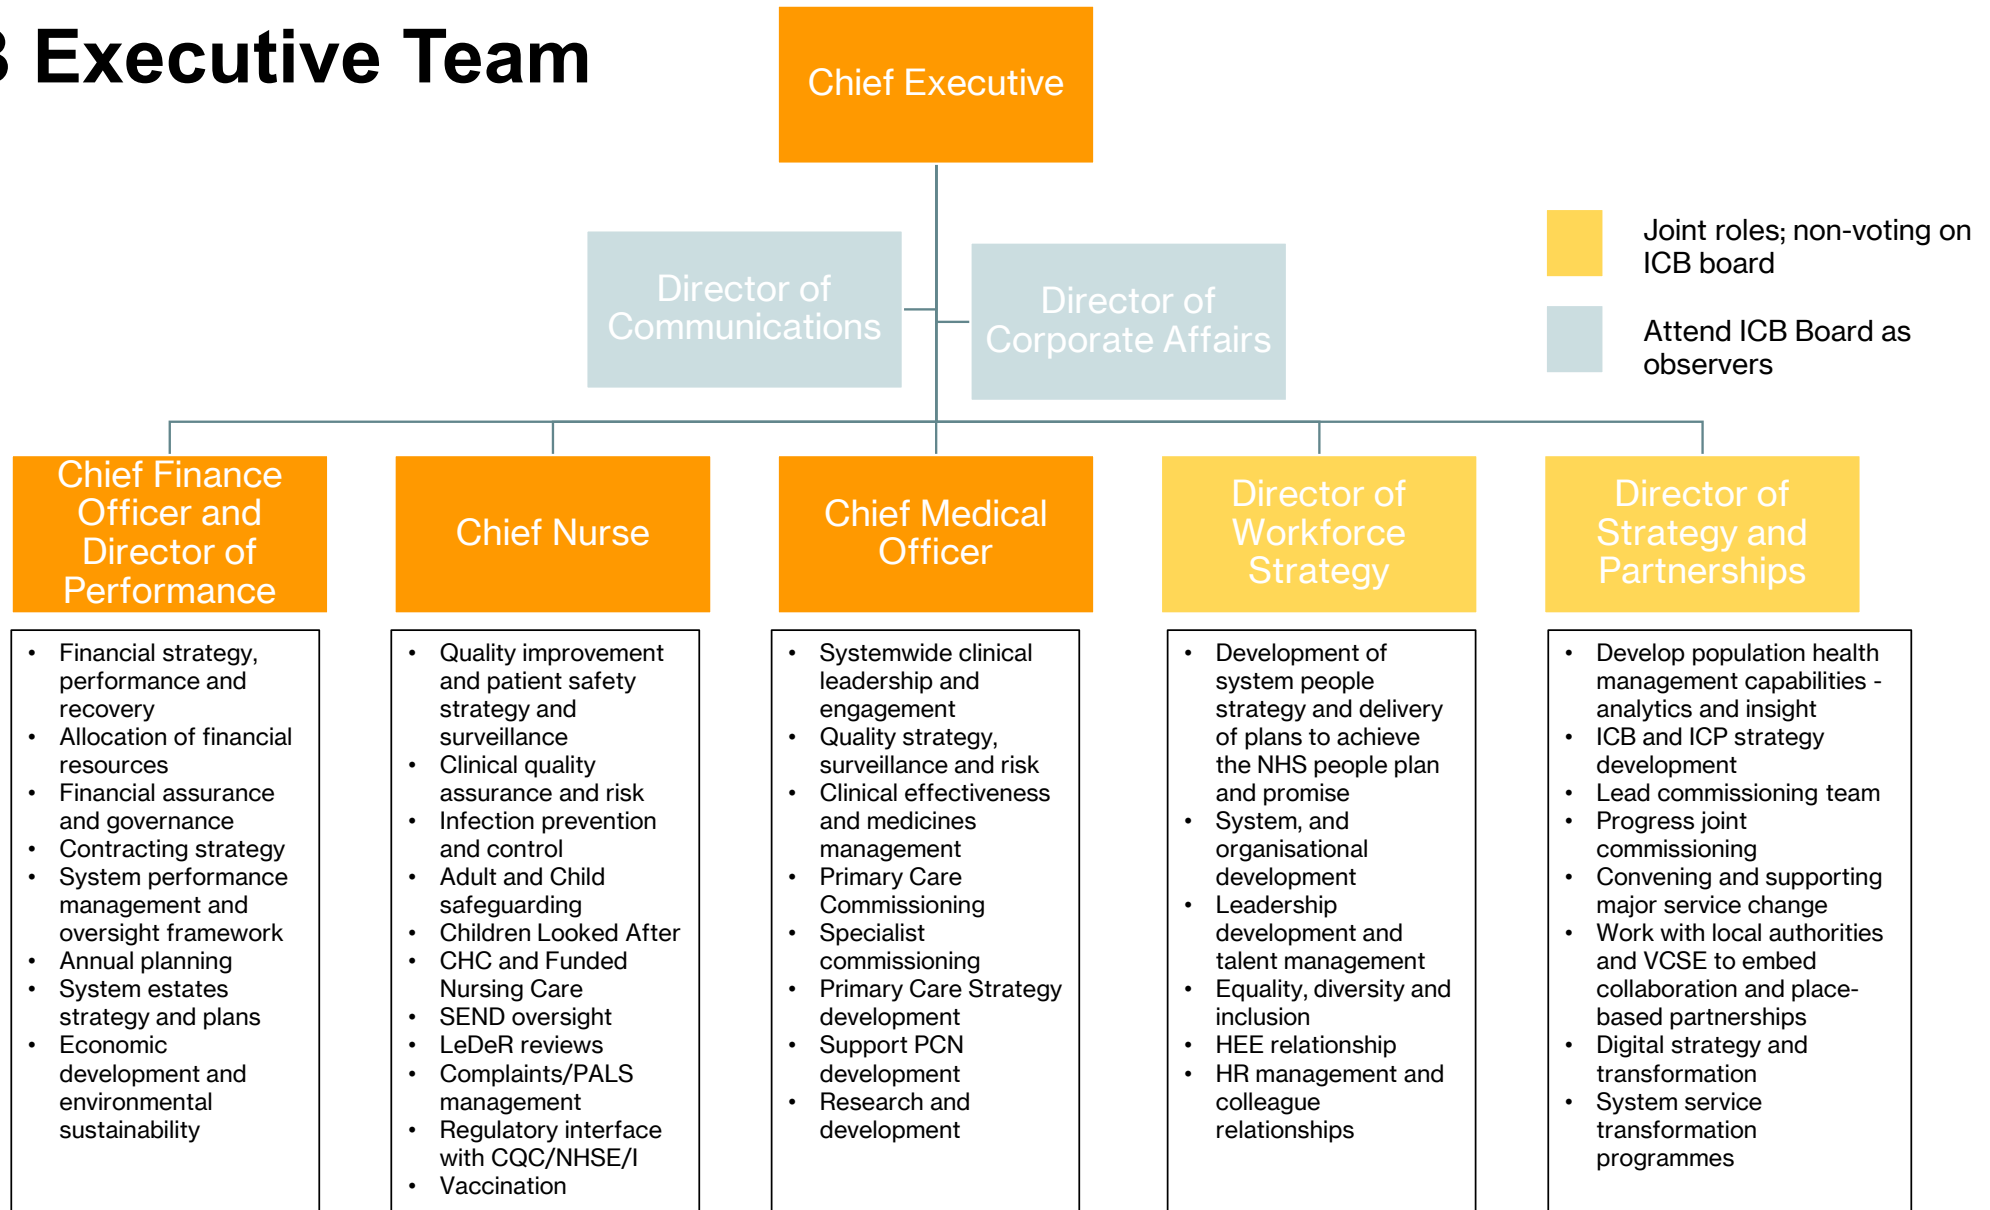 Executive Team
Chief Executive
Director of
Communications
Director of
Corporate Affairs
Joint roles; non-voting on
ICB board
Attend ICB Board as
observers
Chief Finance
Officer and
Director of
Performance
Chief Nurse
Chief Medical
Officer
Director of
Workforce
Strategy
Director of
Strategy and
Partnerships
• Financial strategy,
performance and
recovery
• Allocation of financial
resources
• Financial assurance
and governance
• Contracting strategy
• System performance
management and
oversight framework
• Annual planning
• System estates
strategy and plans
• Economic
development and
environmental
sustainability
• Quality improvement
and patient safety
strategy and
surveillance
• Clinical quality
assurance and risk
• Infection prevention
and control
• Adult and Child
safeguarding
• Children Looked After
• CHC and Funded
Nursing Care
• SEND oversight
• LeDeR reviews
• Complaints/PALS
management
• Regulatory interface
with CQC/NHSE/I
• Vaccination
• Systemwide clinical
leadership and
engagement
• Quality strategy,
surveillance and risk
• Clinical effectiveness
and medicines
management
• Primary Care
Commissioning
• Specialist
commissioning
• Primary Care Strategy
development
• Support PCN
development
• Research and
development
• Development of
system people
strategy and delivery
of plans to achieve
the NHS people plan
and promise
• System, and
organisational
development
• Leadership
development and
talent management
• Equality, diversity and
inclusion
• HEE relationship
• HR management and
colleague
relationships
• Develop population health
management capabilities -
analytics and insight
• ICB and ICP strategy
development
• Lead commissioning team
• Progress joint
commissioning
• Convening and supporting
major service change
• Work with local authorities
and VCSE to embed
collaboration and place-
based partnerships
• Digital strategy and
transformation
• System service
transformation
programmes